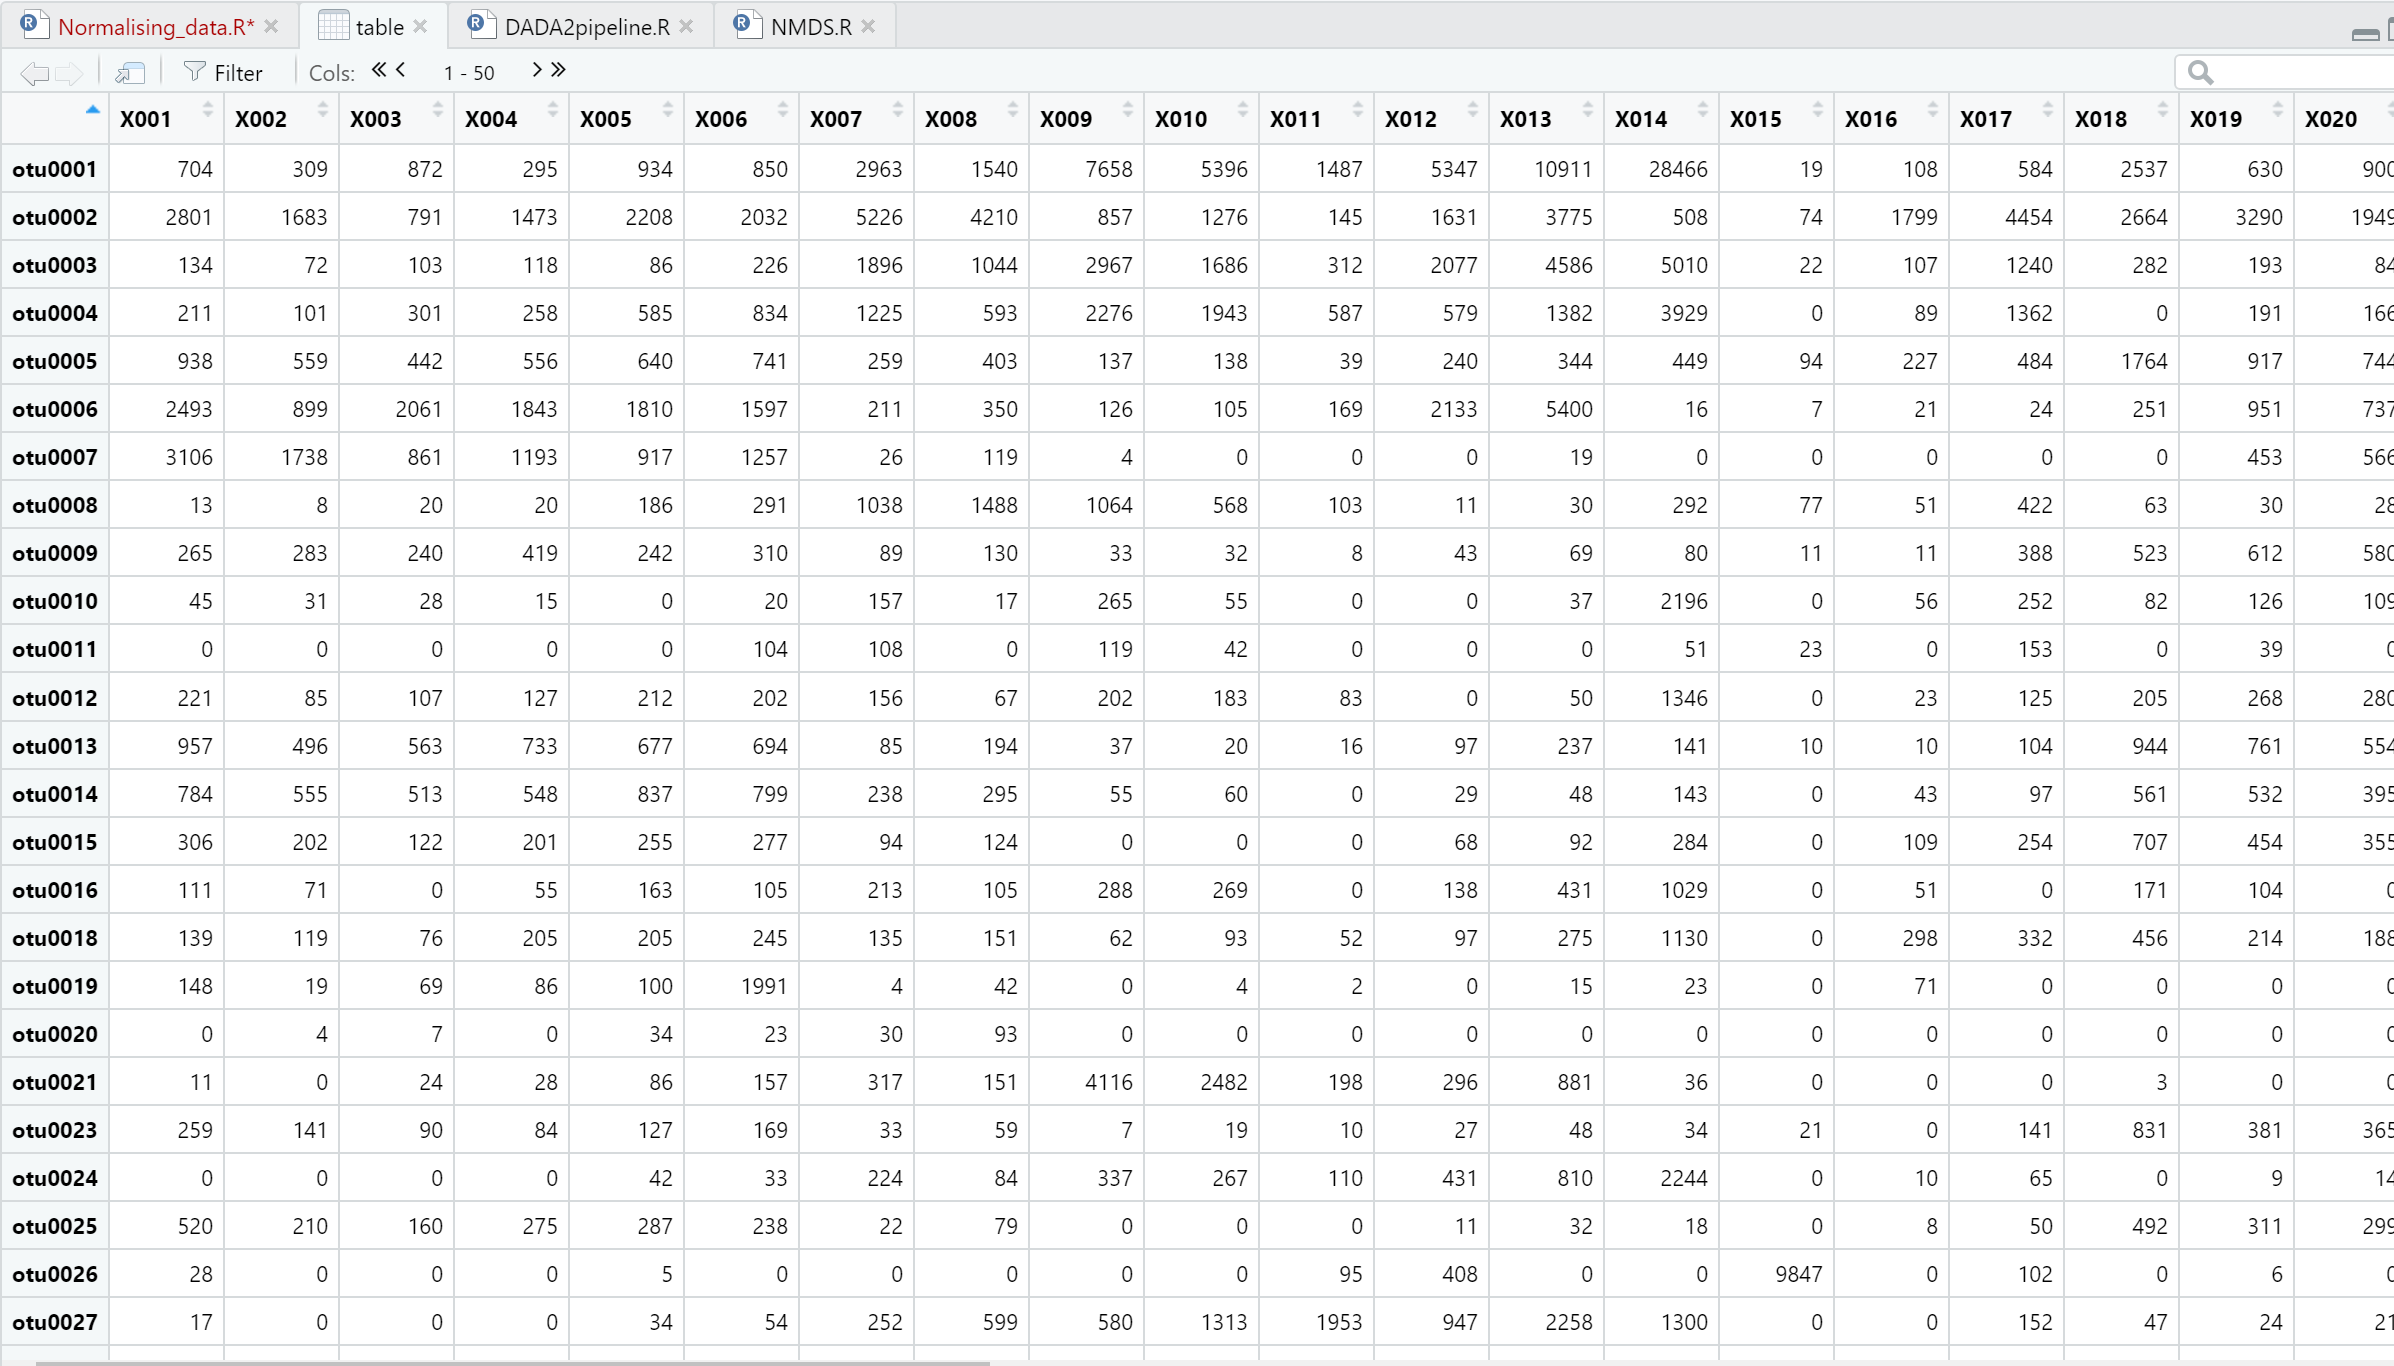 Normalising_data.R* table DADA2pipeline.R NMDS.R
Filter Cols: 1 - 50
X001 X002 X003 X004 X005 X006 X007 X008 X009 X010 X011 X012 X013 X014 X015 X016 X017 X018 X019 X020
otu0001 704 309 872 295 934 850 2963 1540 7658 5396 1487 5347 10911 28466 19 108 584 2537 630 900
otu0002 2801 1683 791 1473 2208 2032 5226 4210 857 1276 145 1631 3775 508 74 1799 4454 2664 3290 1949
otu0003 134 72 103 118 86 226 1896 1044 2967 1686 312 2077 4586 5010 22 107 1240 282 193 84
otu0004 211 101 301 258 585 834 1225 593 2276 1943 587 579 1382 3929 0 89 1362 0 191 166
otu0005 938 559 442 556 640 741 259 403 137 138 39 240 344 449 94 227 484 1764 917 744
otu0006 2493 899 2061 1843 1810 1597 211 350 126 105 169 2133 5400 16 7 21 24 251 951 737
otu0007 3106 1738 861 1193 917 1257 26 119 4 0 0 0 19 0 0 0 0 0 453 566
otu0008 13 8 20 20 186 291 1038 1488 1064 568 103 11 30 292 77 51 422 63 30 28
otu0009 265 283 240 419 242 310 89 130 33 32 8 43 69 80 11 11 388 523 612 580
otu0010 45 31 28 15 0 20 157 17 265 55 0 0 37 2196 0 56 252 82 126 109
otu0011 0 0 0 0 0 104 108 0 119 42 0 0 0 51 23 0 153 0 39 0
otu0012 221 85 107 127 212 202 156 67 202 183 83 0 50 1346 0 23 125 205 268 280
otu0013 957 496 563 733 677 694 85 194 37 20 16 97 237 141 10 10 104 944 761 554
otu0014 784 555 513 548 837 799 238 295 55 60 0 29 48 143 0 43 97 561 532 395
otu0015 306 202 122 201 255 277 94 124 0 0 0 68 92 284 0 109 254 707 454 355
otu0016 111 71 0 55 163 105 213 105 288 269 0 138 431 1029 0 51 0 171 104 0
otu0018 139 119 76 205 205 245 135 151 62 93 52 97 275 1130 0 298 332 456 214 188
otu0019 148 19 69 86 100 1991 4 42 0 4 2 0 15 23 0 71 0 0 0 0
otu0020 0 4 7 0 34 23 30 93 0 0 0 0 0 0 0 0 0 0 0 0
otu0021 11 0 24 28 86 157 317 151 4116 2482 198 296 881 36 0 0 0 3 0 0
otu0023 259 141 90 84 127 169 33 59 7 19 10 27 48 34 21 0 141 831 381 365
otu0024 0 0 0 0 42 33 224 84 337 267 110 431 810 2244 0 10 65 0 9 14
otu0025 520 210 160 275 287 238 22 79 0 0 0 11 32 18 0 8 50 492 311 299
otu0026 28 0 0 0 5 0 0 0 0 0 95 408 0 0 9847 0 102 0 6 0
otu0027 17 0 0 0 34 54 252 599 580 1313 1953 947 2258 1300 0 0 152 47 24 21